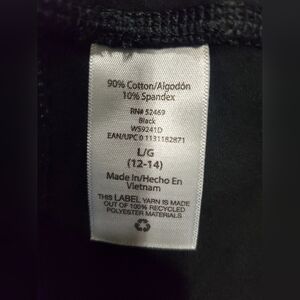 90% Cotton/Algodón
10% Spandex
RN# 52469
Black
WS9241D
EAN/UPC 0 1131182871
L/G
(12-14)
Made In/Hecho En
Vietnam
THIS LABEL YARN IS MADE
OUT OF 100% RECYCLED
POLYESTER MATERIALS